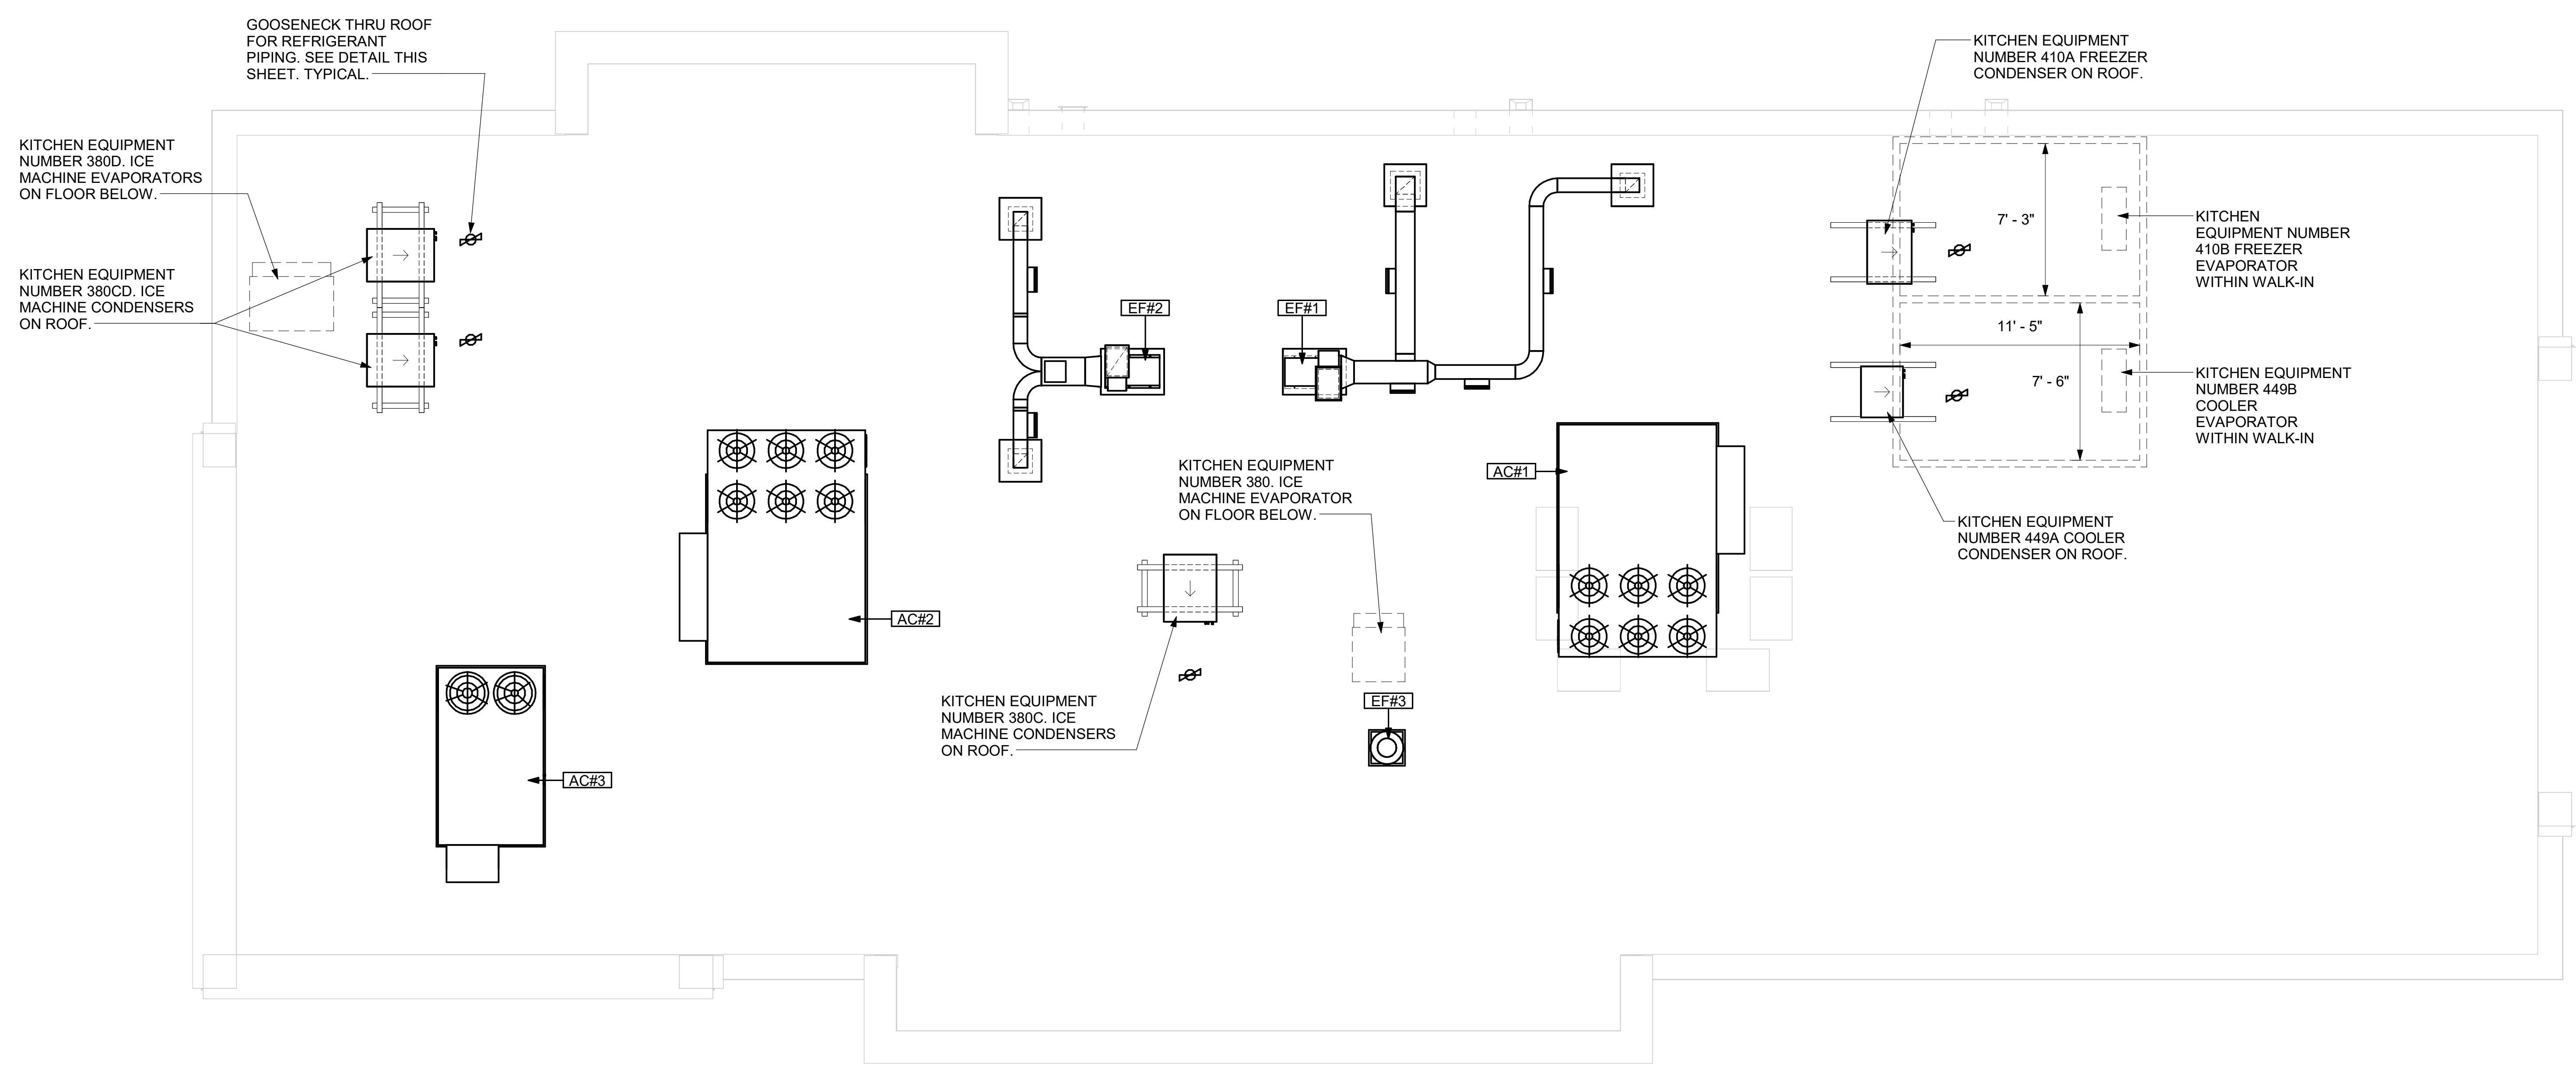 GOOSENECK THRU ROOF
FOR REFRIGERANT
PIPING. SEE DETAIL THIS
SHEET. TYPICAL.
KITCHEN EQUIPMENT
NUMBER 410A FREEZER
CONDENSER ON ROOF.
KITCHEN EQUIPMENT
NUMBER 380D. ICE
MACHINE EVAPORATORS
ON FLOOR BELOW.
KITCHEN EQUIPMENT
NUMBER 380CD. ICE
MACHINE CONDENSERS
ON ROOF.
7' - 3"
KITCHEN
EQUIPMENT NUMBER
410B FREEZER
EVAPORATOR
WITHIN WALK-IN
EF#2
EF#1
11' - 5"
7' - 6"
KITCHEN EQUIPMENT
NUMBER 449B
COOLER
EVAPORATOR
WITHIN WALK-IN
KITCHEN EQUIPMENT
NUMBER 380. ICE
MACHINE EVAPORATOR
ON FLOOR BELOW.
AC#1
KITCHEN EQUIPMENT
NUMBER 449A COOLER
CONDENSER ON ROOF.
AC#2
KITCHEN EQUIPMENT
NUMBER 380C. ICE
MACHINE CONDENSERS
ON ROOF.
EF#3
AC#3